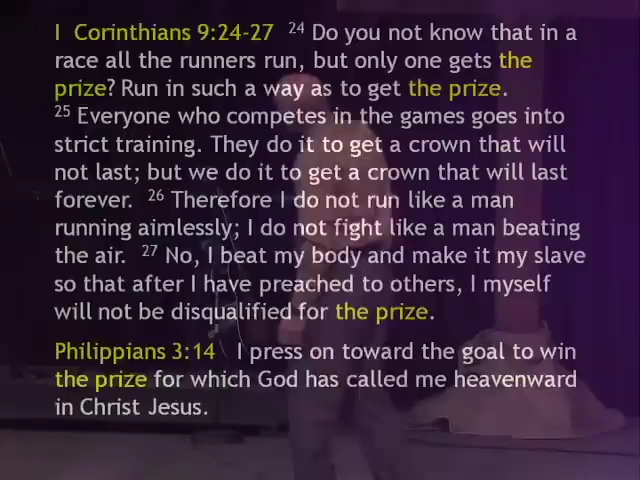 I Corinthians 9:24-27 24 Do you not know that in a
race all the runners run, but only one gets the
prize? Run in such a way as to get the prize.
25 Everyone who competes in the games goes into
strict training. They do it to get a crown that will
not last; but we do it to get a crown that will last
forever. 26 Therefore I do not run like a man
running aimlessly; I do not fight like a man beating
the air. 27 No, I beat my body and make it my slave
so that after I have preached to others, I myself
will not be disqualified for the prize.
Philippians 3:14 I press on toward the goal to win
the prize for which God has called me heavenward
in Christ Jesus.